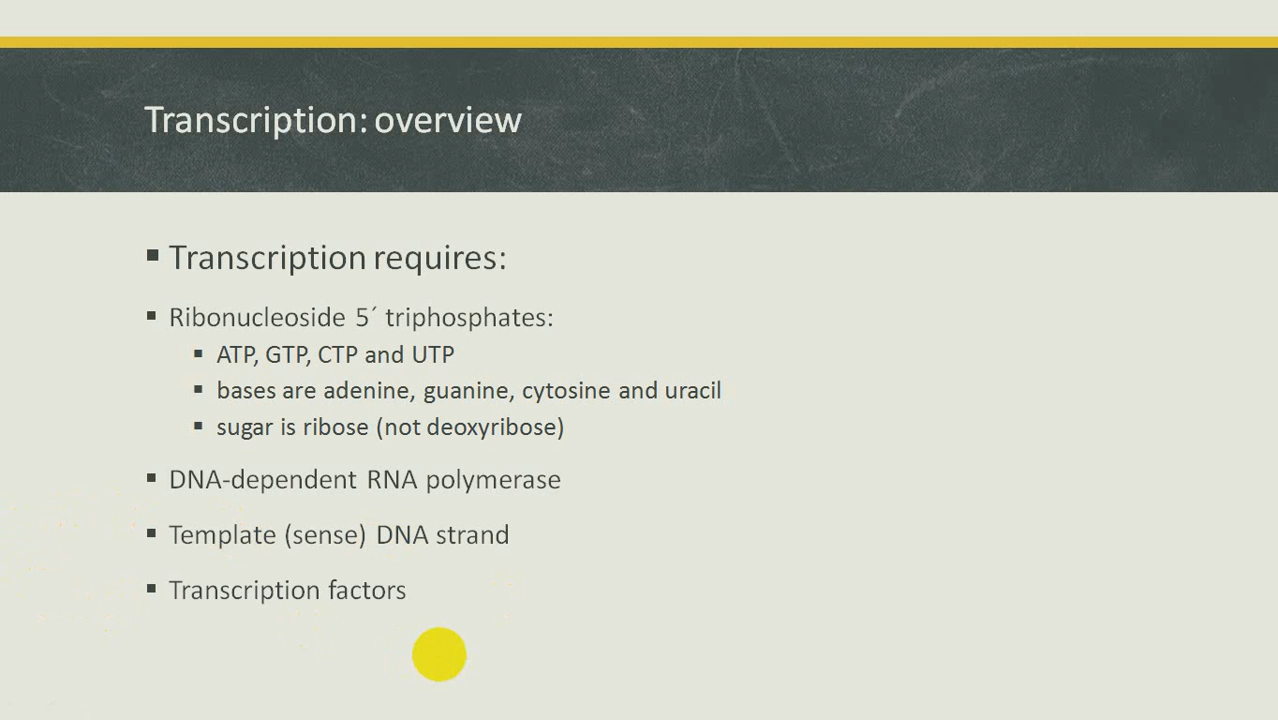 Transcription: overview
▪ Transcription requires:
▪ Ribonucleoside 5´ triphosphates:
▪ ATP, GTP, CTP and UTP
▪ bases are adenine, guanine, cytosine and uracil
▪ sugar is ribose (not deoxyribose)
▪ DNA-dependent RNA polymerase
▪ Template (sense) DNA strand
▪ Transcription factors